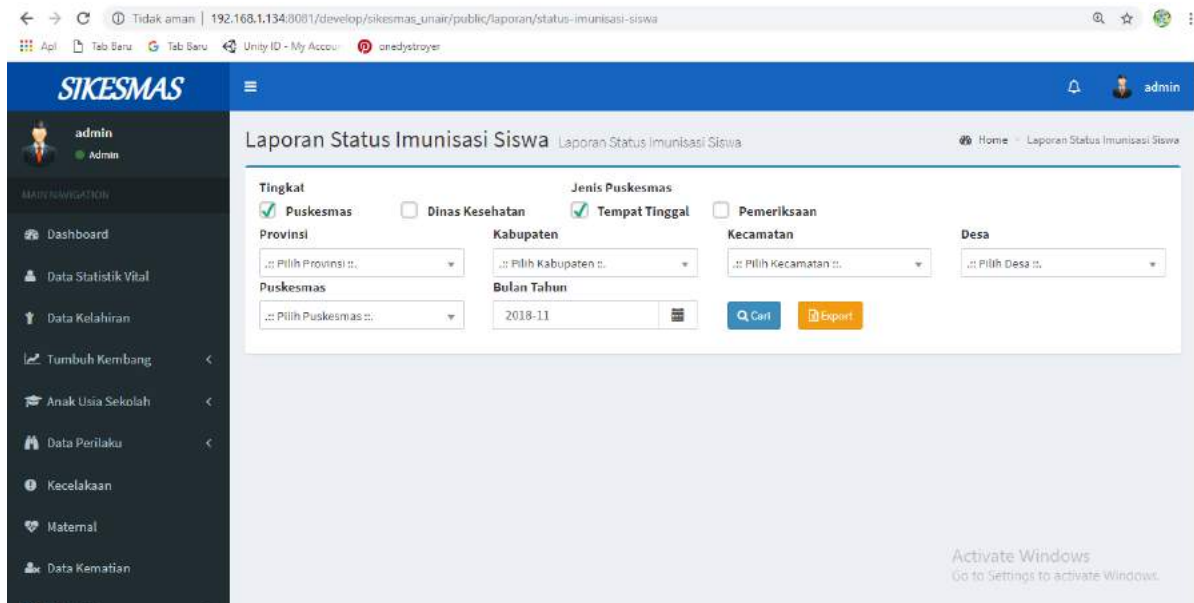 Tidak aman | 192.168.1.134:8081/develop/sikesmas_unair/public/laporan/status-imunisasi-siswa
Apl Tab Baru Tab Baru Unity ID - My Accou onedystroyer
SIKESMAS
admin
admin
Admin
Laporan Status Imunisasi Siswa Laporan Status Imunisasi Siswa
Home Laporan Status Imunisasi Siswa
MAIN NAVIGATION
Dashboard
Data Statistik Vital
Data Kelahiran
Tumbuh Kembang
Anak Usia Sekolah
Data Perilaku
Kecelakaan
Maternal
Data Kematian
Tingkat Jenis Puskesmas
Puskesmas Dinas Kesehatan Tempat Tinggal Pemeriksaan
Provinsi Kabupaten Kecamatan Desa
.:: Pilih Provinsi ::. .:: Pilih Kabupaten ::. .:: Pilih Kecamatan ::. .:: Pilih Desa ::.
Puskesmas Bulan Tahun
.:: Pilih Puskesmas ::. 2018-11 Cari Export
Activate Windows
Go to Settings to activate Windows.